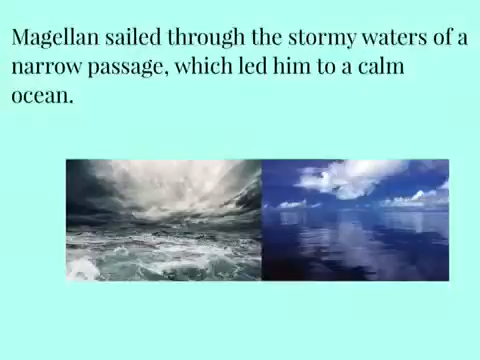 Magellan sailed through the stormy waters of a
narrow passage, which led him to a calm
ocean.